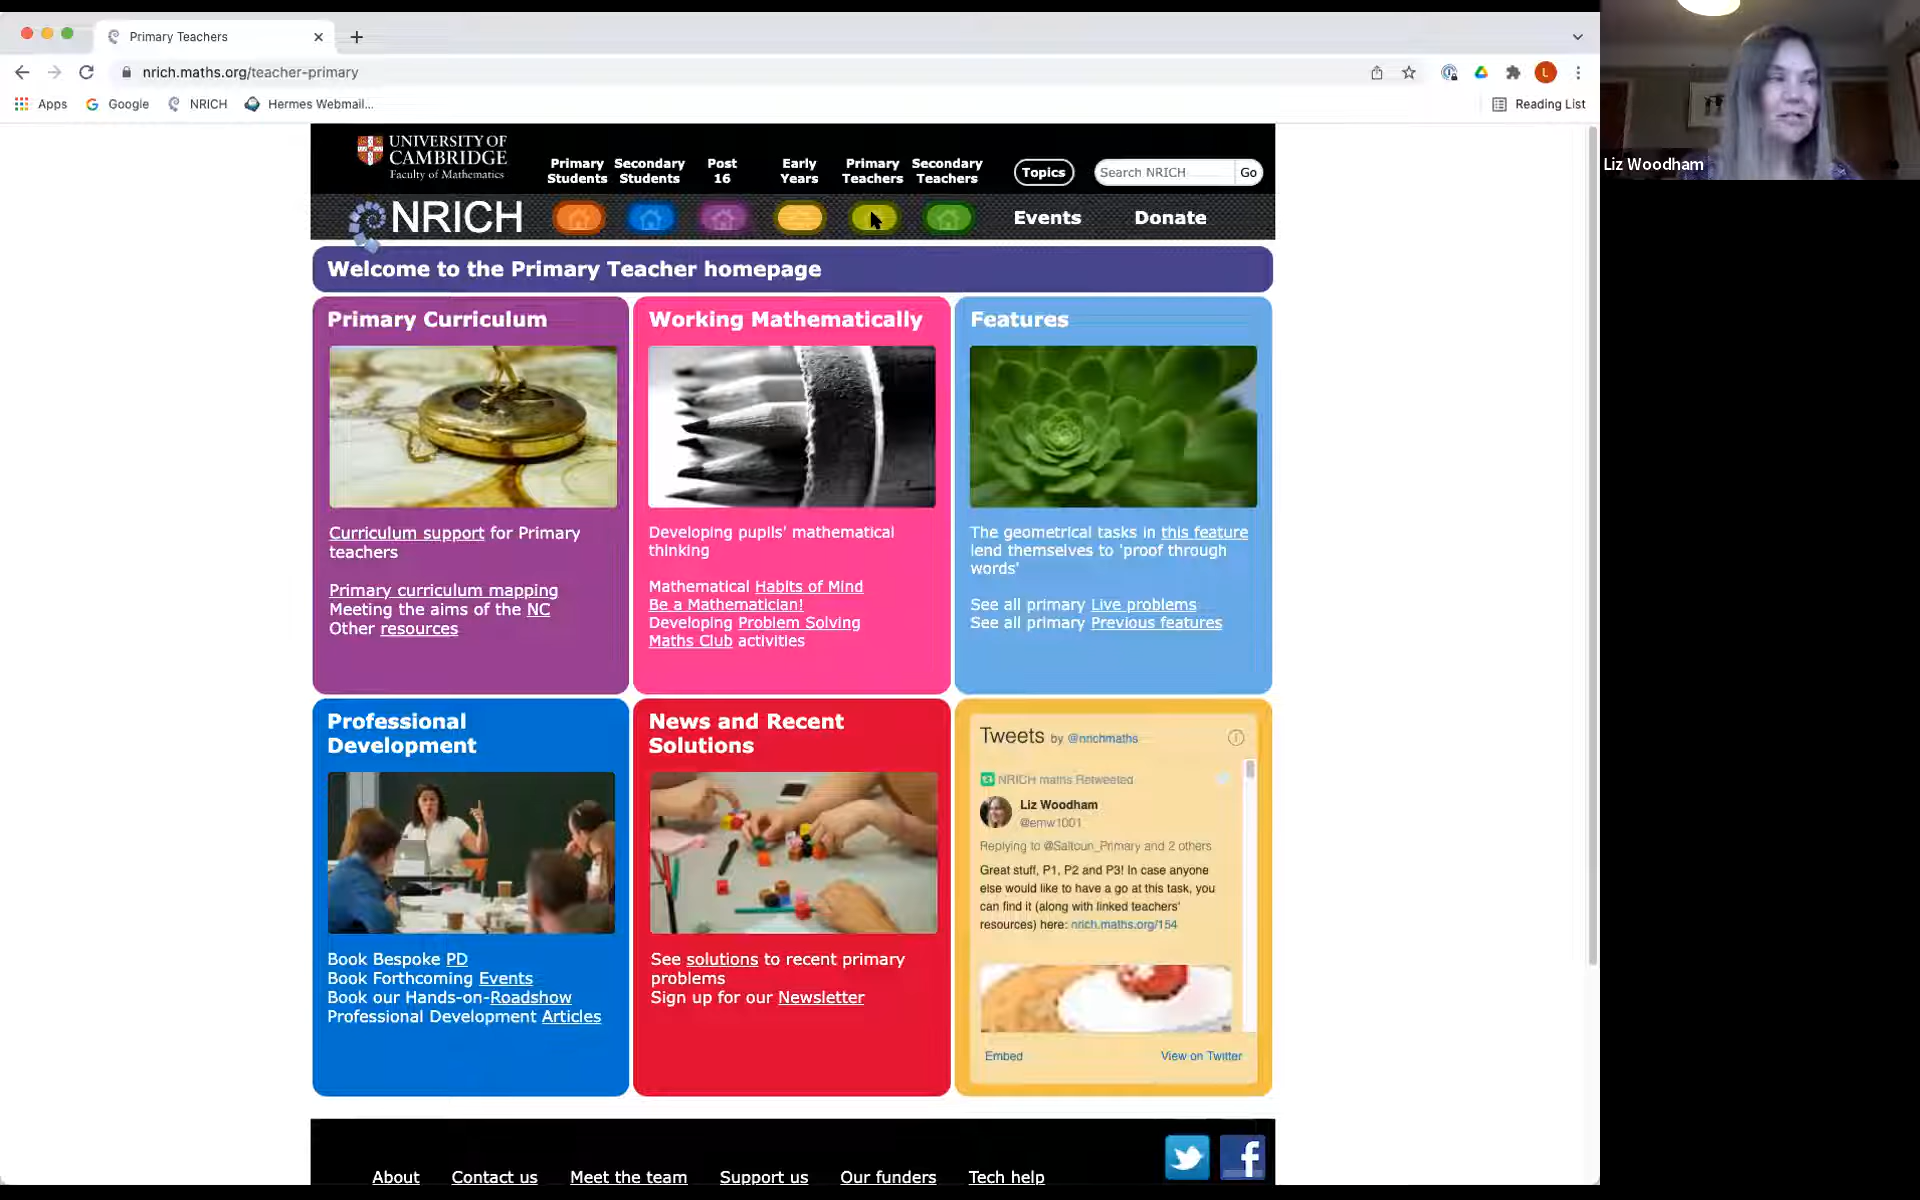 Primary Teachers
nrich.maths.org/teacher-primary
L
Apps
Google
NRICH
Hermes Webmail...
Reading List
Liz Woodham
UNIVERSITY OF
CAMBRIDGE
Faculty of Mathematics
Primary
Students
Secondary
Students
Post
16
Early
Years
Primary
Teachers
Secondary
Teachers
Topics
Search NRICH
Go
NRICH
Events
Donate
Welcome to the Primary Teacher homepage
Primary Curriculum
Curriculum support for Primary
teachers
Primary curriculum mapping
Meeting the aims of the NC
Other resources
Working Mathematically
Developing pupils' mathematical
thinking
Mathematical Habits of Mind
Be a Mathematician!
Developing Problem Solving
Maths Club activities
Features
The geometrical tasks in this feature
lend themselves to 'proof through
words'
See all primary Live problems
See all primary Previous features
Professional
Development
Book Bespoke PD
Book Forthcoming Events
Book our Hands-on-Roadshow
Professional Development Articles
News and Recent
Solutions
See solutions to recent primary
problems
Sign up for our Newsletter
Tweets by @nrichmaths
NRICH maths Retweeted
Liz Woodham
@emw1001
Replying to @Saltoun_Primary and 2 others
Great stuff, P1, P2 and P3! In case anyone
else would like to have a go at this task, you
can find it (along with linked teachers'
resources) here: nrich.maths.org/154
Embed
View on Twitter
About
Contact us
Meet the team
Support us
Our funders
Tech help